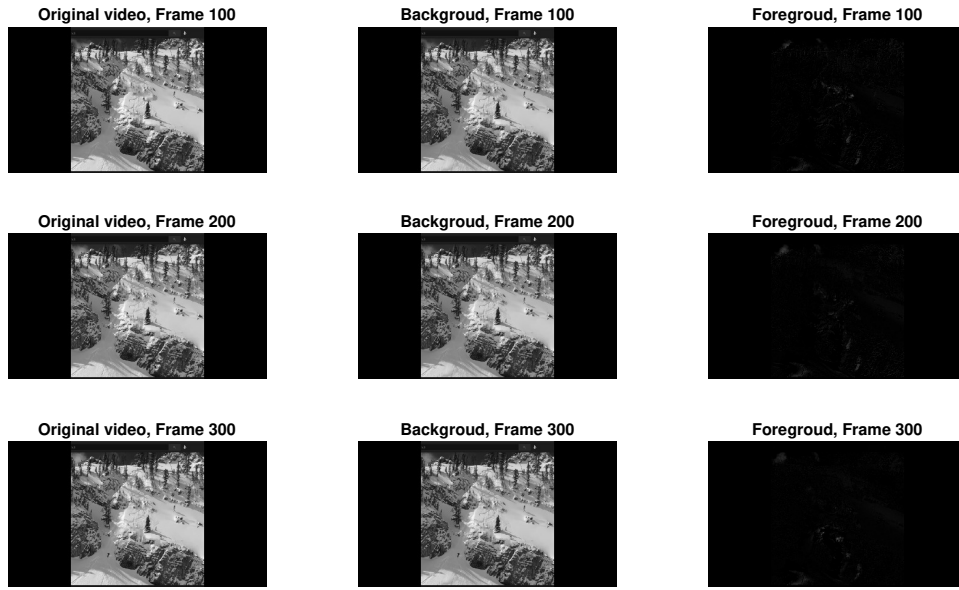 Original video, Frame 100
Backgroud, Frame 100
Foregroud, Frame 100
Original video, Frame 200
Backgroud, Frame 200
Foregroud, Frame 200
Original video, Frame 300
Backgroud, Frame 300
Foregroud, Frame 300